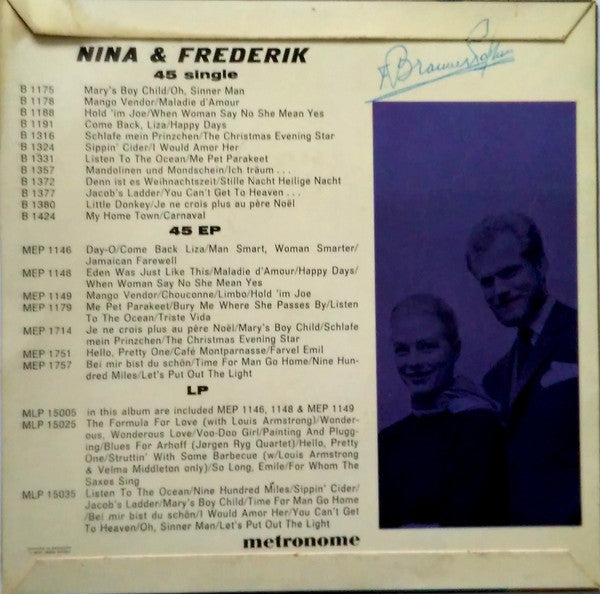 NINA & FREDERIK
45 single
B 1175 Mary's Boy Child/Oh, Sinner Man
B 1178 Mango Vendor/Maladie d'Amour
B 1188 Hold 'im Joe/When Woman Say No She Mean Yes
B 1191 Come Back, Liza/Happy Days
B 1316 Schlafe mein Prinzchen/The Christmas Evening Star
B 1324 Sippin' Cider/I Would Amor Her
B 1331 Listen To The Ocean/Me Pet Parakeet
B 1357 Mandolinen und Mondschein/Ich träum . . .
B 1372 Denn ist es Weihnachtszeit/Stille Nacht Heilige Nacht
B 1377 Jacob's Ladder/You Can't Get To Heaven . . .
B 1380 Little Donkey/Je ne crois plus au père Noël
B 1424 My Home Town/Carnaval
45 EP
MEP 1146 Day-O/Come Back Liza/Man Smart, Woman Smarter/
Jamaican Farewell
MEP 1148 Eden Was Just Like This/Maladie d'Amour/Happy Days/
When Woman Say No She Mean Yes
MEP 1149 Mango Vendor/Chouconne/Limbo/Hold 'im Joe
MEP 1179 Me Pet Parakeet/Bury Me Where She Passes By/Listen
To The Ocean/Triste Vida
MEP 1714 Je ne crois plus au père Noël/Mary's Boy Child/Schlafe
mein Prinzchen/The Christmas Evening Star
MEP 1751 Hello, Pretty One/Café Montparnasse/Farvel Emil
MEP 1757 Bei mir bist du schön/Time For Man Go Home/Nine Hun-
dred Miles/Let's Put Out The Light
LP
MLP 15005 in this album are included MEP 1146, 1148 & MEP 1149
MLP 15025 The Formula For Love (with Louis Armstrong)/Wonder-
ous, Wonderous Love/Voo-Doo Girl/Painting And Plugg-
ing/Blues For Arhoff (Jørgen Ryg Quartet)/Hello, Pretty
One/Struttin' With Some Barbecue (w/Louis Armstrong
& Velma Middleton only)/So Long, Emile/For Whom The
Saxos Sing
MLP 15035 Listen To The Ocean/Nine Hundred Miles/Sippin' Cider/
Jacob's Ladder/Mary's Boy Child/Time For Man Go Home
/Bei mir bist du schön/I Would Amor Her/You Can't Get
To Heaven/Oh, Sinner Man/Let's Put Out The Light
metronome